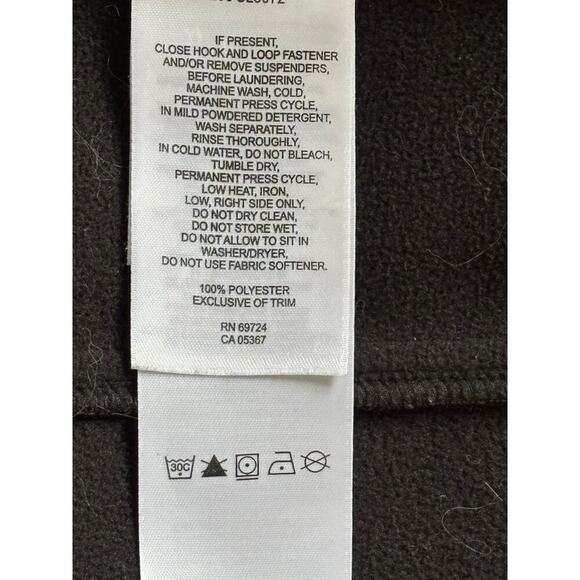 IF PRESENT,
CLOSE HOOK AND LOOP FASTENER
AND/OR REMOVE SUSPENDERS,
BEFORE LAUNDERING,
MACHINE WASH, COLD,
PERMANENT PRESS CYCLE,
IN MILD POWDERED DETERGENT,
WASH SEPARATELY,
RINSE THOROUGHLY,
IN COLD WATER, DO NOT BLEACH,
TUMBLE DRY,
PERMANENT PRESS CYCLE,
LOW HEAT, IRON,
LOW, RIGHT SIDE ONLY,
DO NOT DRY CLEAN,
DO NOT STORE WET,
DO NOT ALLOW TO SIT IN
WASHER/DRYER,
DO NOT USE FABRIC SOFTENER.
100% POLYESTER
EXCLUSIVE OF TRIM
RN 69724
CA 05367
30C